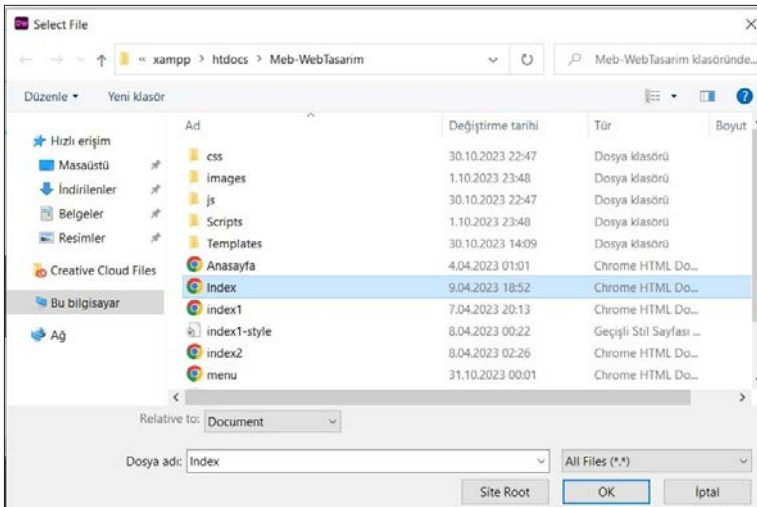 Dw Select File
« xampp > htdocs > Meb-WebTasarim
Meb-WebTasarim klasöründe...
Düzenle Yeni klasör
Ad Değiştirme tarihi Tür Boyut
Hızlı erişim
Masaüstü
İndirilenler
Belgeler
Resimler
Creative Cloud Files
Bu bilgisayar
Ağ
css 30.10.2023 22:47 Dosya klasörü
images 1.10.2023 23:48 Dosya klasörü
js 30.10.2023 22:47 Dosya klasörü
Scripts 1.10.2023 23:48 Dosya klasörü
Templates 30.10.2023 14:09 Dosya klasörü
Anasayfa 4.04.2023 01:01 Chrome HTML Do...
Index 9.04.2023 18:52 Chrome HTML Do...
index1 7.04.2023 20:13 Chrome HTML Do...
index1-style 8.04.2023 00:22 Geçişli Stil Sayfası ...
index2 8.04.2023 02:26 Chrome HTML Do...
menu 31.10.2023 00:01 Chrome HTML Do...
Relative to: Document
Dosya adı: Index All Files (*.*)
Site Root OK İptal